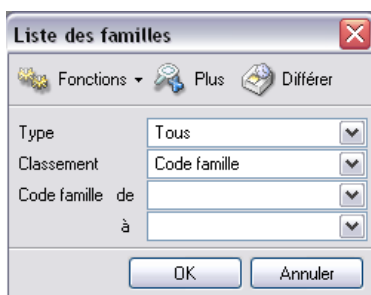 Liste des familles
Fonctions Plus Différer
Type Tous
Classement Code famille
Code famille de
à
OK Annuler